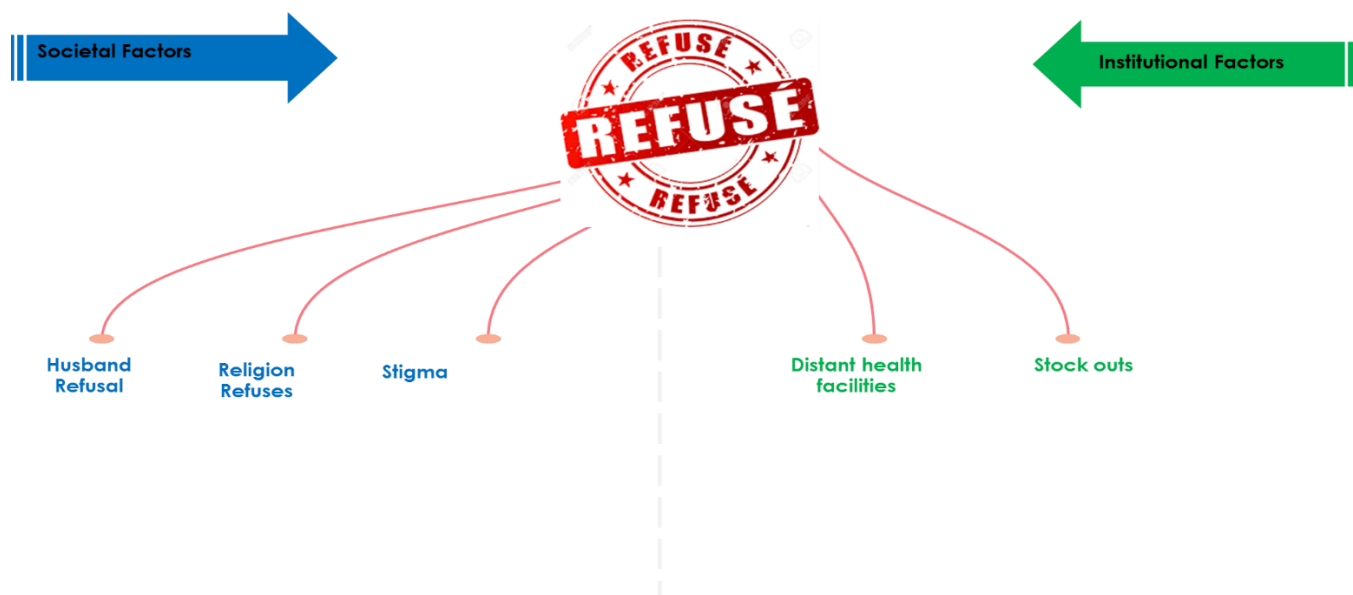 Societal Factors
REFUSÉ
REFUSÉ
REFUSÉ
Institutional Factors
Husband
Refusal
Religion
Refuses
Stigma
Distant health
facilities
Stock outs